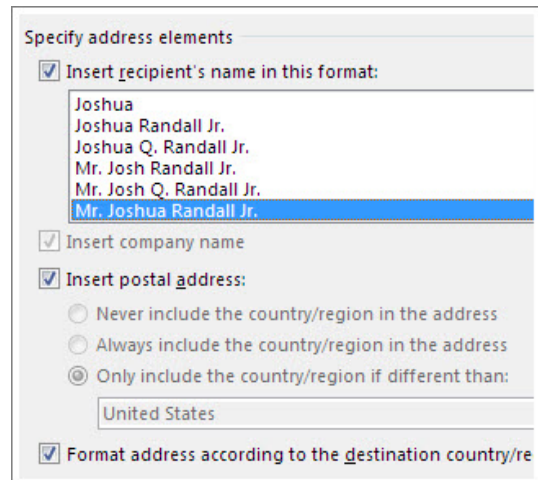 Specify address elements
Insert recipient's name in this format:
Joshua
Joshua Randall Jr.
Joshua Q. Randall Jr.
Mr. Josh Randall Jr.
Mr. Josh Q. Randall Jr.
Mr. Joshua Randall Jr.
Insert company name
Insert postal address:
Never include the country/region in the address
Always include the country/region in the address
Only include the country/region if different than:
United States
Format address according to the destination country/re